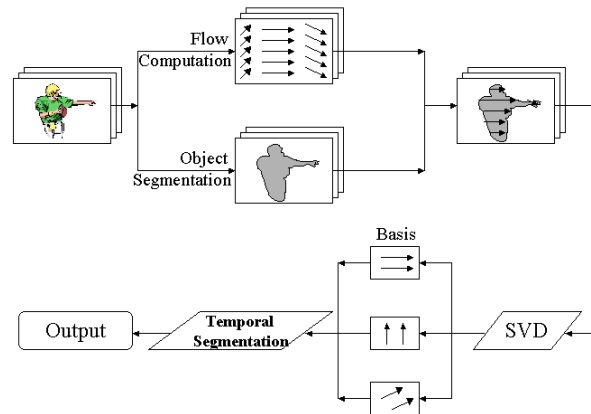 Flow
Computation
Object
Segmentation
Basis
Output
Temporal
Segmentation
SVD